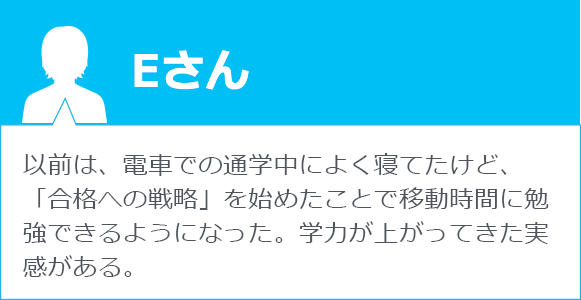 Eさん
以前は、電車での通学中によく寝てたけど、
「合格への戦略」を始めたことで移動時間に勉
強できるようになった。学力が上がってきた実
感がある。